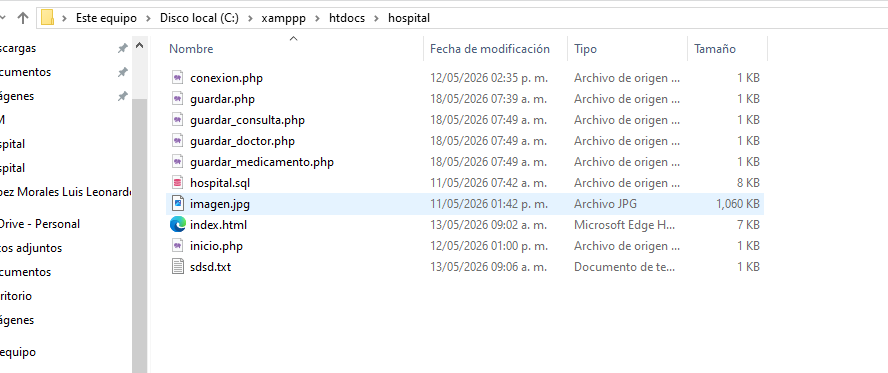 Este equipo > Disco local (C:) > xamppp > htdocs > hospital
Nombre Fecha de modificación Tipo Tamaño
conexion.php 12/05/2026 02:35 p. m. Archivo de origen ... 1 KB
guardar.php 18/05/2026 07:39 a. m. Archivo de origen ... 1 KB
guardar_consulta.php 18/05/2026 07:49 a. m. Archivo de origen ... 1 KB
guardar_doctor.php 18/05/2026 07:49 a. m. Archivo de origen ... 1 KB
guardar_medicamento.php 18/05/2026 07:49 a. m. Archivo de origen ... 1 KB
hospital.sql 11/05/2026 07:42 a. m. Archivo de origen ... 8 KB
imagen.jpg 11/05/2026 01:42 p. m. Archivo JPG 1,060 KB
index.html 13/05/2026 09:02 a. m. Microsoft Edge H... 7 KB
inicio.php 12/05/2026 01:00 p. m. Archivo de origen ... 1 KB
sdsd.txt 13/05/2026 09:06 a. m. Documento de te... 1 KB
scargas
cumentos
ágenes
M
spital
spital
pez Morales Luis Leonardo
Drive - Personal
tos adjuntos
cumentos
ritorio
ágenes
equipo